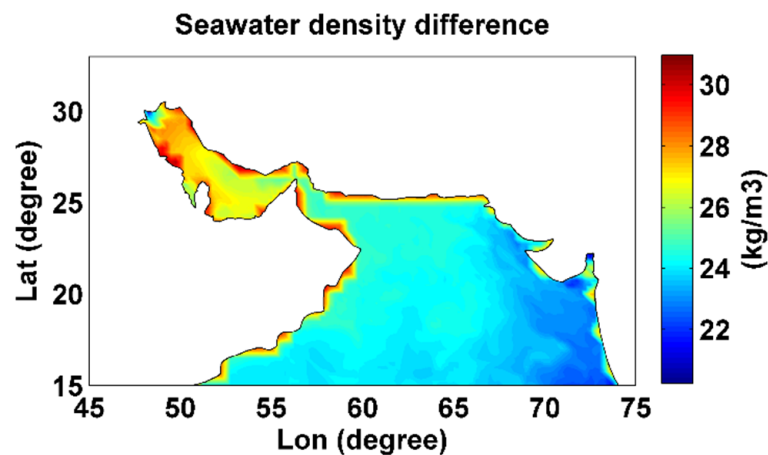 Seawater density difference
30
25
20
15
Lat (degree)
45 50 55 60 65 70 75
Lon (degree)
30
28
26
24
22
(kg/m3)